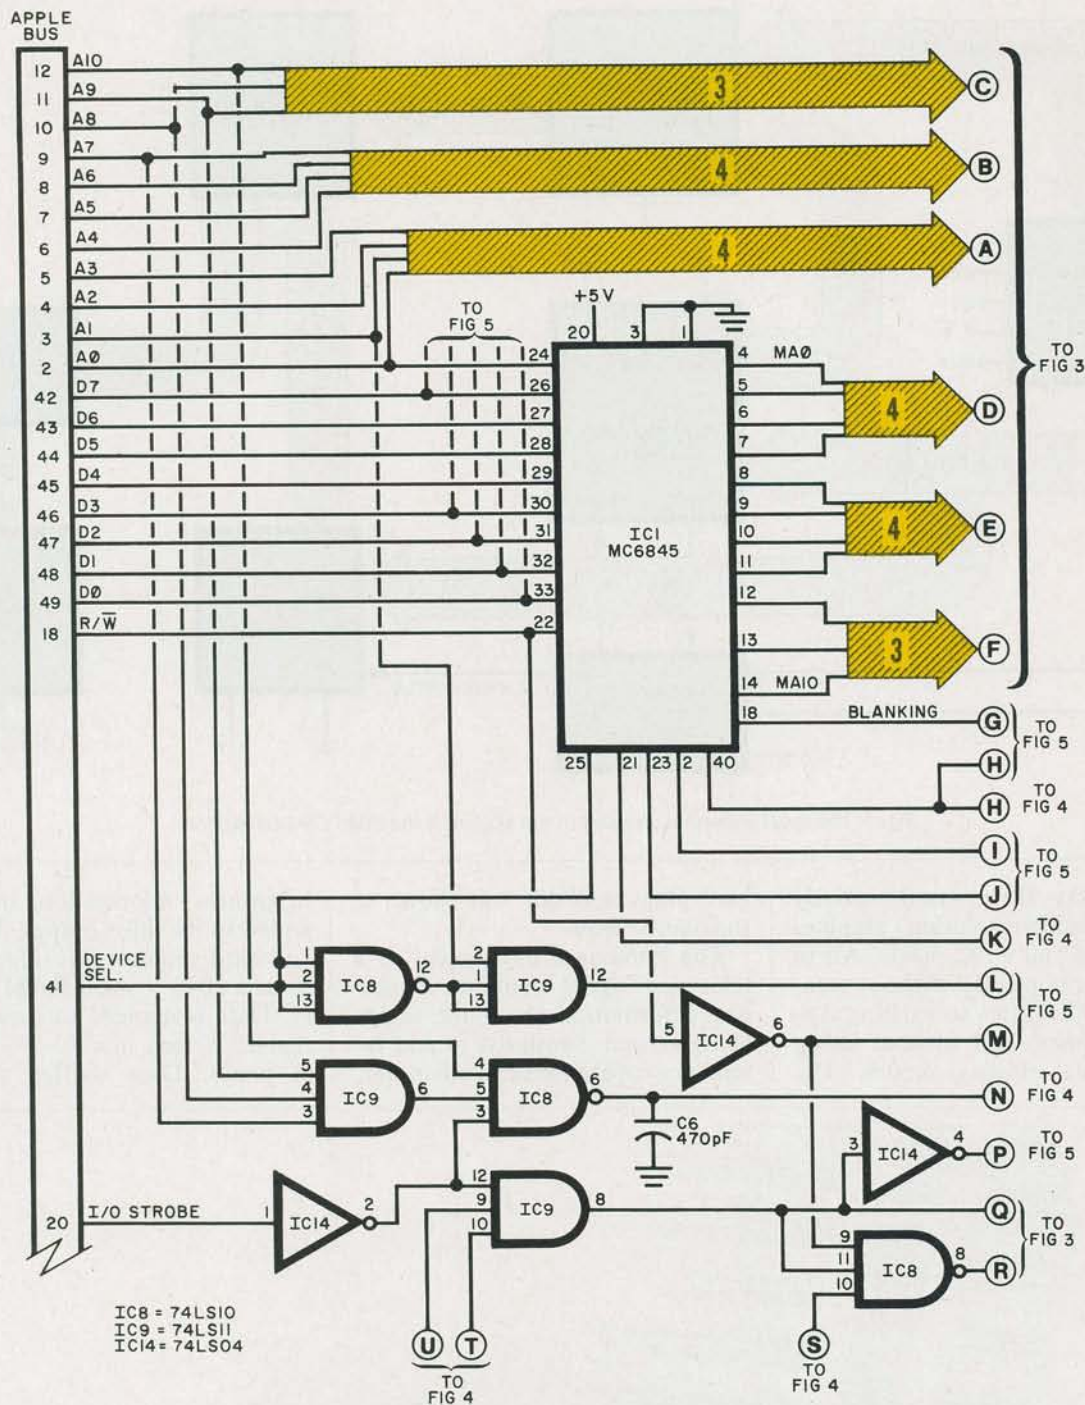 APPLE
BUS
12 A10
11 A9
10 A8
9 A7
8 A6
7 A5
6 A4
5 A3
4 A2
3 A1
2 AØ
42 D7
43 D6
44 D5
45 D4
46 D3
47 D2
48 D1
49 DØ
18 R/W̅
3
C
4
B
4
A
TO
FIG 3
TO
FIG 5
+5V
20 3 1
24
26
27
28
29
30
31
32
33
22
IC1
MC6845
4 MAØ
5
6
7
8
9
10
11
12
13
14 MA10
18 BLANKING
4
D
4
E
3
F
G
H
TO
FIG 5
H
TO
FIG 4
25 21 23 2 40
I
J
TO
FIG 5
K
TO
FIG 4
41 DEVICE
SEL.
1
2
13
IC8
12
2
1
13
IC9
12
L
M
TO
FIG 5
5 IC14 6
5
4
3
IC9
6
4
5
3
IC8
6
N
TO
FIG 4
C6
470pF
3 IC14 4
P
TO
FIG 5
20 I/O STROBE
1 IC14 2
12
9
10
IC9
8
Q
R
TO
FIG 3
9
11
10
IC8
8
IC8 = 74LS10
IC9 = 74LS11
IC14 = 74LS04
U T
TO
FIG 4
S
TO
FIG 4